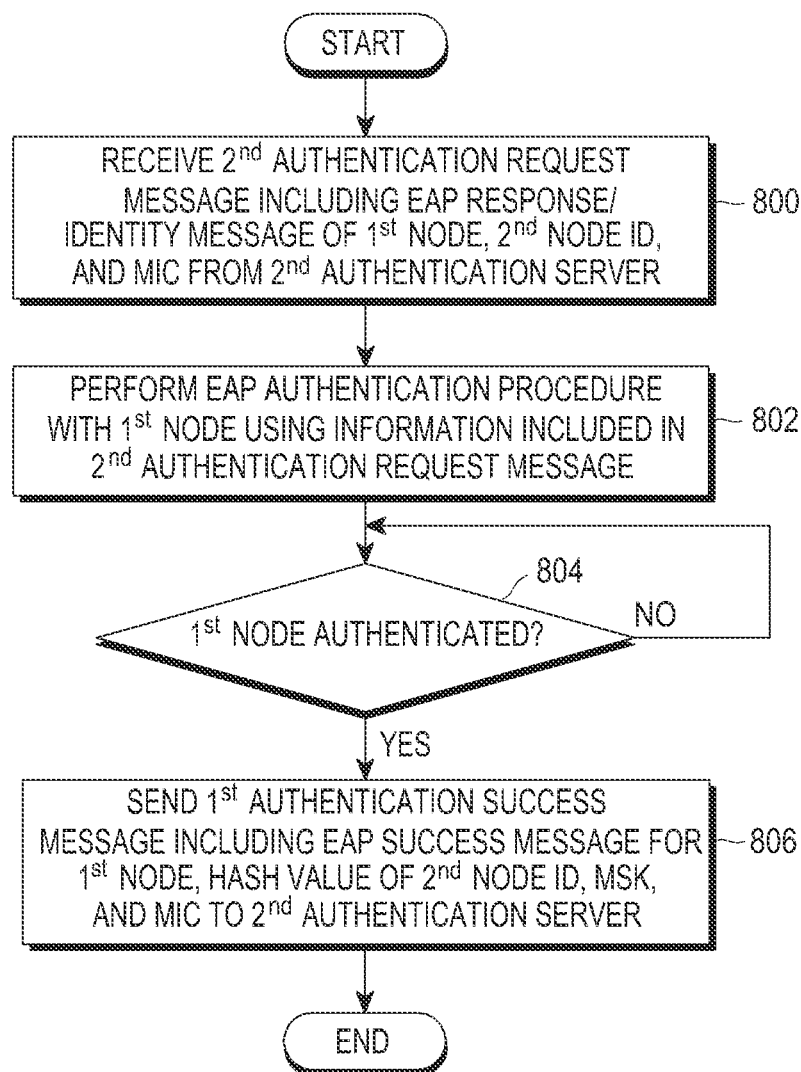 START
RECEIVE 2nd AUTHENTICATION REQUEST
MESSAGE INCLUDING EAP RESPONSE/
IDENTITY MESSAGE OF 1st NODE, 2nd NODE ID,
AND MIC FROM 2nd AUTHENTICATION SERVER
800
PERFORM EAP AUTHENTICATION PROCEDURE
WITH 1st NODE USING INFORMATION INCLUDED IN
2nd AUTHENTICATION REQUEST MESSAGE
802
804
1st NODE AUTHENTICATED?
NO
YES
SEND 1st AUTHENTICATION SUCCESS
MESSAGE INCLUDING EAP SUCCESS MESSAGE FOR
1st NODE, HASH VALUE OF 2nd NODE ID, MSK,
AND MIC TO 2nd AUTHENTICATION SERVER
806
END